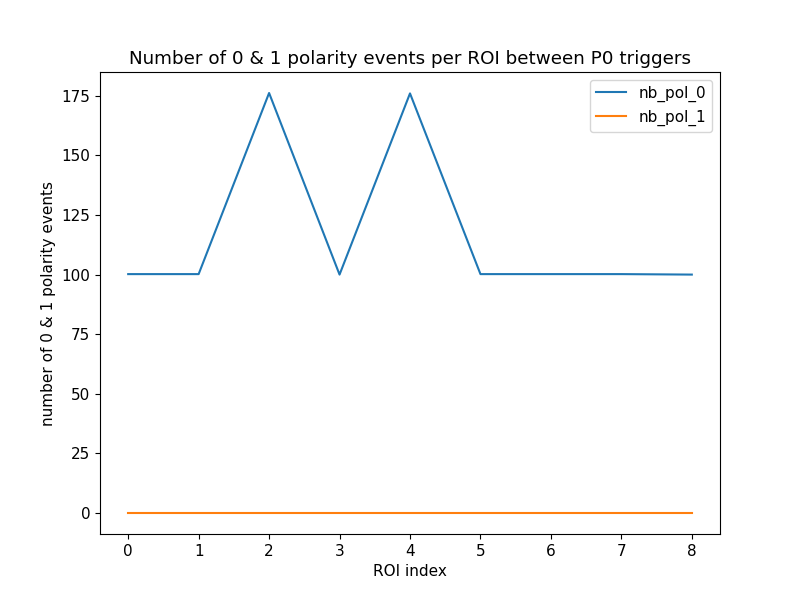 Number of 0 & 1 polarity events per ROI between P0 triggers
nb_pol_0
nb_pol_1
number of 0 & 1 polarity events
175
150
125
100
75
50
25
0
0 1 2 3 4 5 6 7 8
ROI index